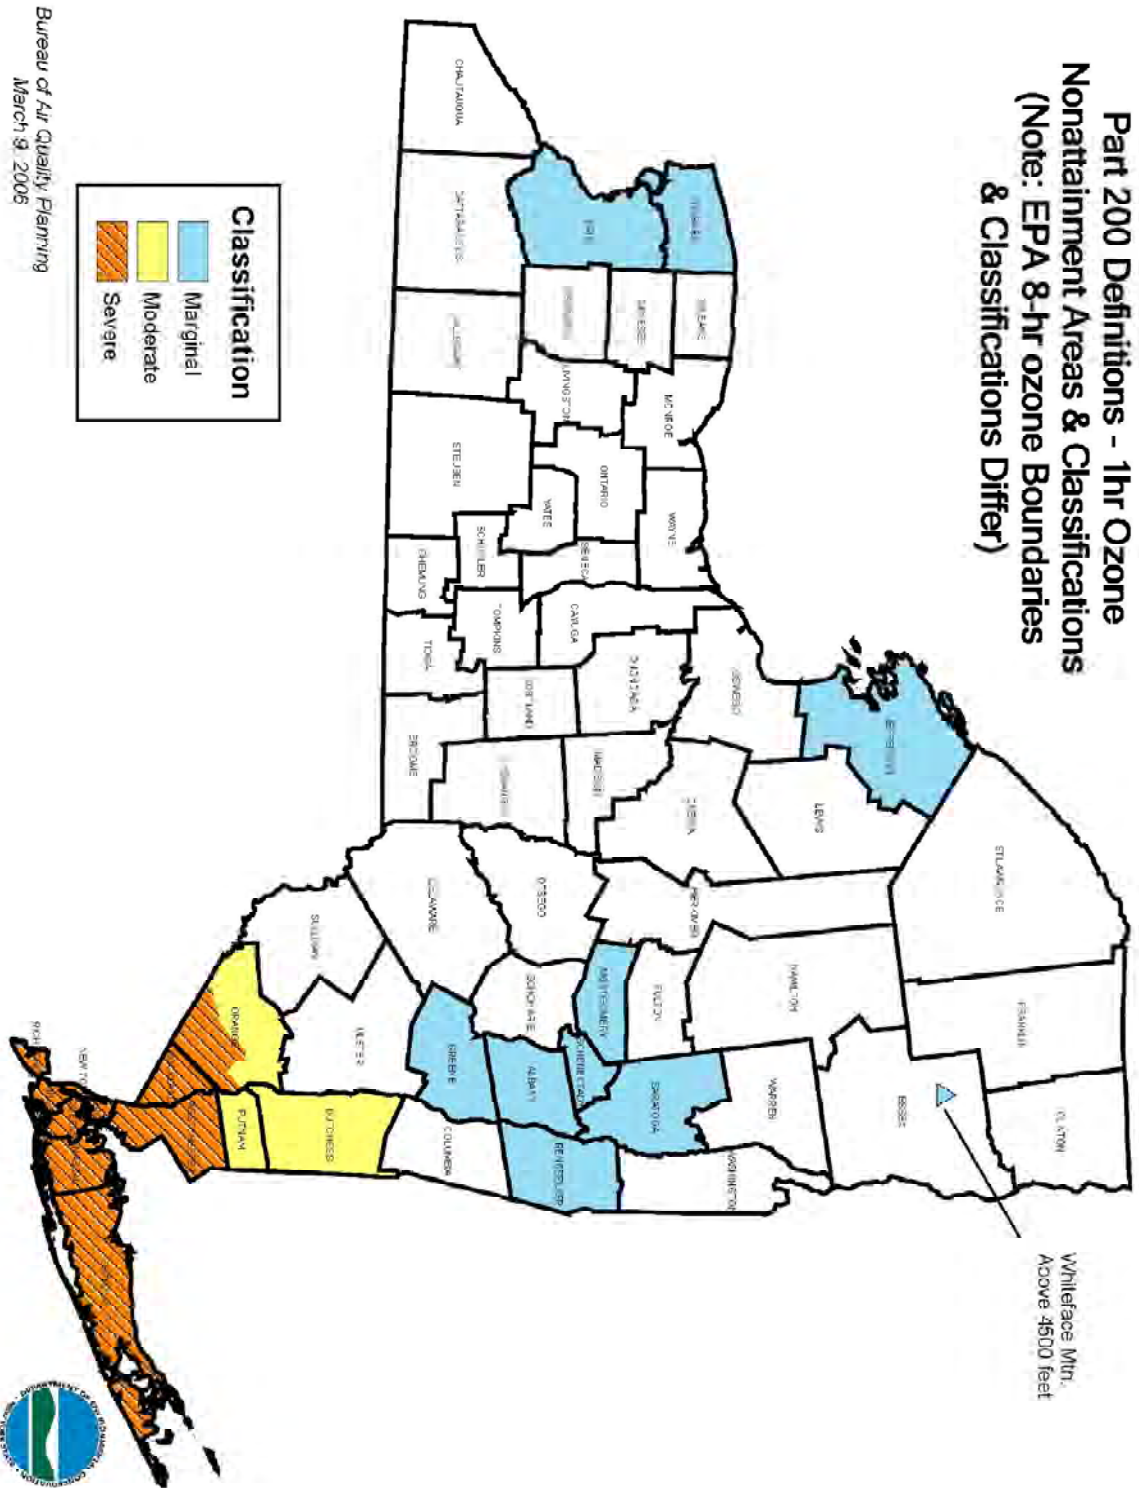 Part 200 Definitions - 1hr Ozone
Nonattainment Areas & Classifications
(Note: EPA 8-hr ozone Boundaries
& Classifications Differ)
Whiteface Mtn.
Above 4500 feet
CLINTON
FRANKLIN
ST.LAWRENCE
ESSEX
JEFFERSON
LEWIS
HAMILTON
WARREN
WASHINGTON
HERKIMER
ONEIDA
OSWEGO
FULTON
SARATOGA
NIAGARA
ORLEANS
MONROE
WAYNE
CAYUGA
ONONDAGA
MADISON
MONTGOMERY
SCHENECTADY
RENSSELAER
ERIE
GENESEE
WYOMING
LIVINGSTON
ONTARIO
YATES
SENECA
CORTLAND
CHENANGO
OTSEGO
SCHOHARIE
ALBANY
CHAUTAUQUA
CATTARAUGUS
ALLEGANY
STEUBEN
SCHUYLER
CHEMUNG
TOMPKINS
TIOGA
BROOME
DELAWARE
GREENE
COLUMBIA
SULLIVAN
ULSTER
DUTCHESS
ORANGE
PUTNAM
Classification
Marginal
Moderate
Severe
Bureau of Air Quality Planning
March 9, 2006